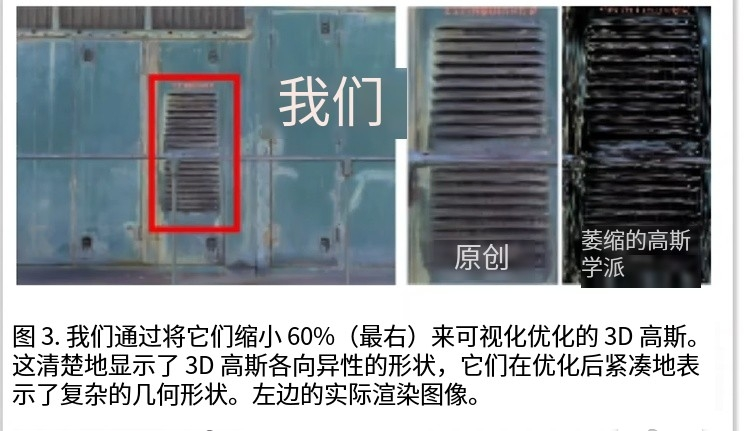 我们
原创
萎缩的高斯
学派
图 3. 我们通过将它们缩小 60%（最右）来可视化优化的 3D 高斯。
这清楚地显示了 3D 高斯各向异性的形状，它们在优化后紧凑地表
示了复杂的几何形状。左边的实际渲染图像。